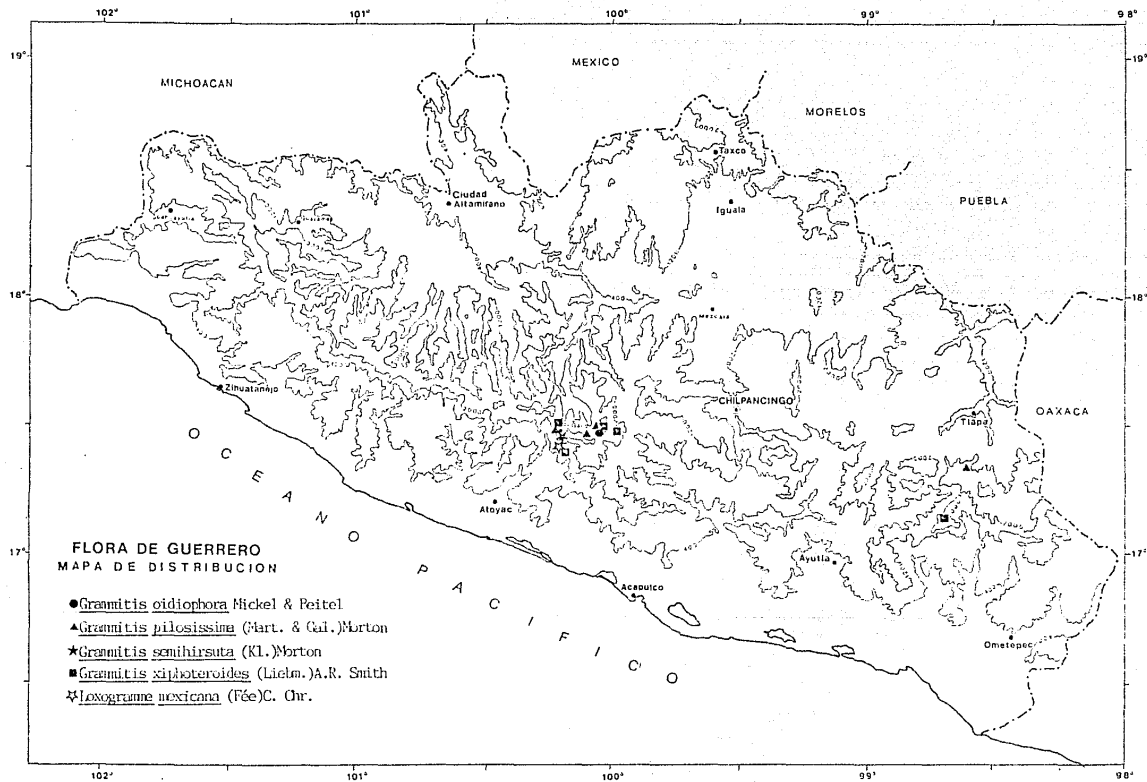 102° 101° 100° 99° 98°
19° 19°
MICHOACAN
MEXICO
MORELOS
PUEBLA
Taxco
Iguala
Ciudad
Altamirano
18° 18°
MEZCALA
Zihuatanejo
CHILPANCINGO
OAXACA
Tlapa
Atoyac
OCEANO PACIFICO
17° 17°
Ayutla
Acapulco
Ometepec
FLORA DE GUERRERO
MAPA DE DISTRIBUCION
Grammitis oidiophora Mickel & Beitel
Grammitis pilosissima (Mart. & Gal.)Morton
Grammitis semihirsuta (Kl.)Morton
Grammitis xiphoteroides (Liebm.)A.R. Smith
Loxogramme mexicana (Fée)C. Chr.
102° 101° 100° 99° 98°